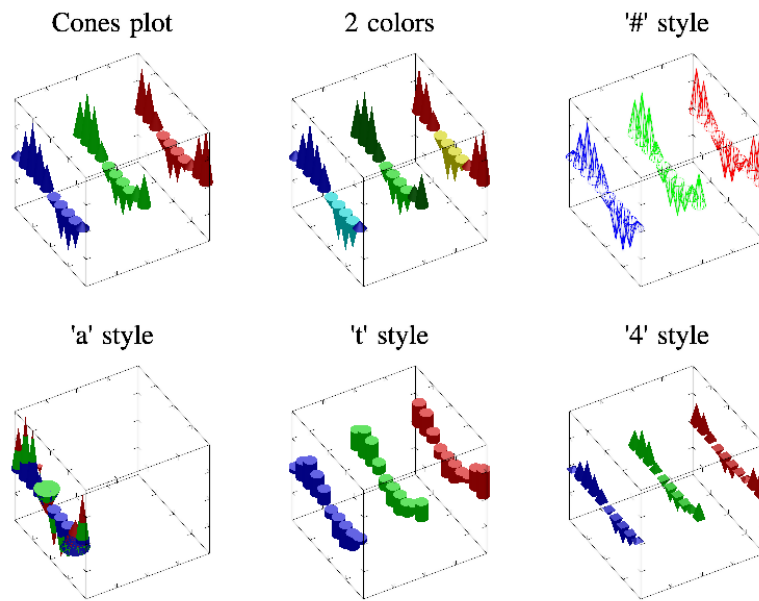 Cones plot
2 colors
'#' style
'a' style
't' style
'4' style